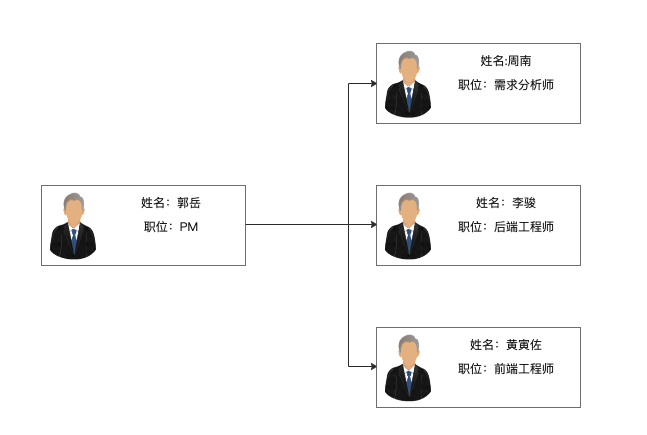 姓名:周南
职位：需求分析师
姓名：郭岳
职位：PM
姓名：李骏
职位：后端工程师
姓名：黄寅佐
职位：前端工程师